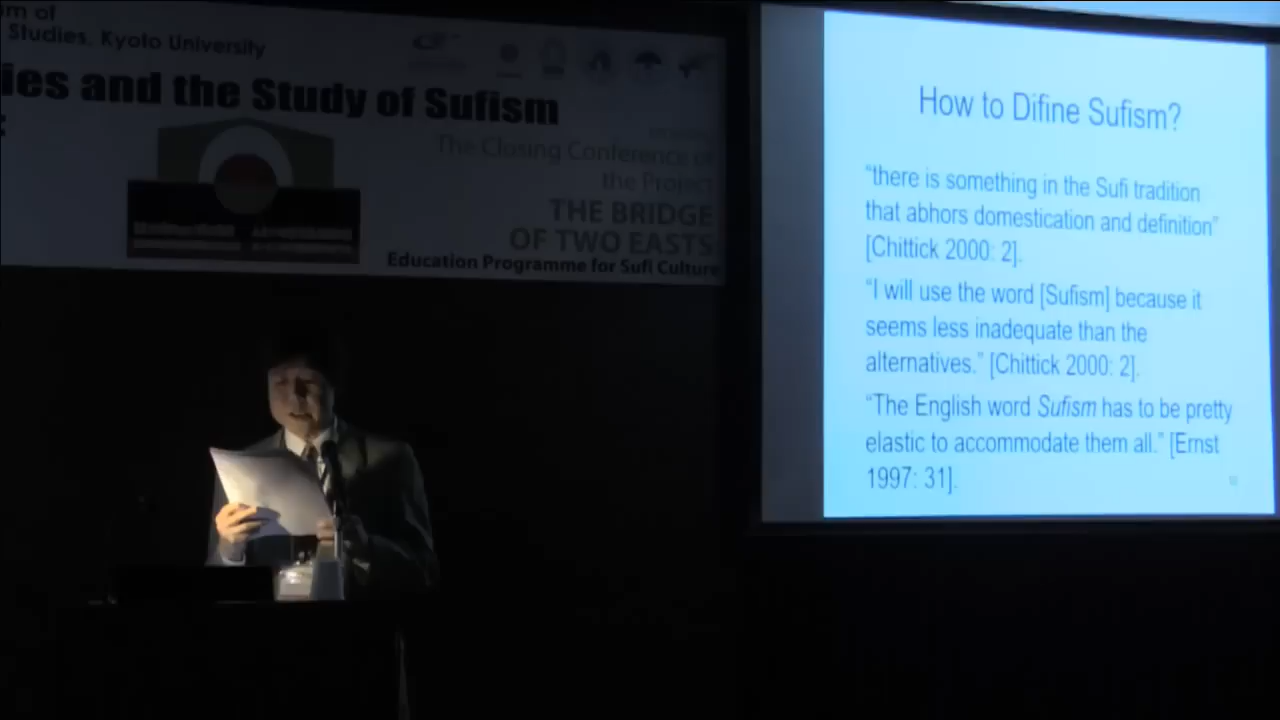 m of
Studies, Kyoto University
ies and the Study of Sufism
The Closing Conference of
the Project
THE BRIDGE
OF TWO EASTS
Education Programme for Sufi Culture
How to Difine Sufism?
“there is something in the Sufi tradition
that abhors domestication and definition”
[Chittick 2000: 2].
“I will use the word [Sufism] because it
seems less inadequate than the
alternatives.” [Chittick 2000: 2].
“The English word Sufism has to be pretty
elastic to accommodate them all.” [Ernst
1997: 31].